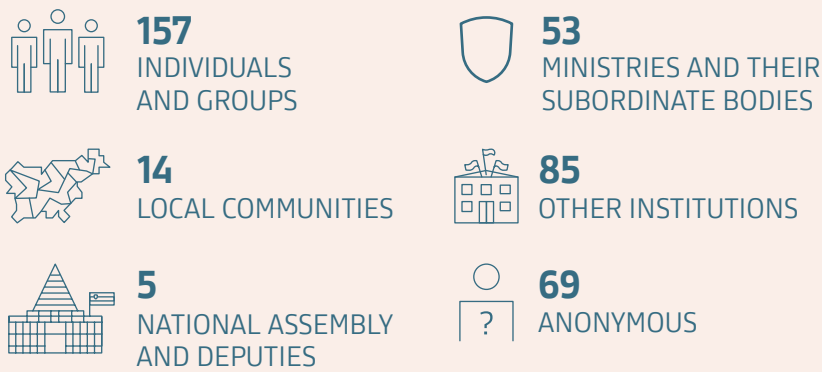 157
INDIVIDUALS
AND GROUPS
53
MINISTRIES AND THEIR
SUBORDINATE BODIES
14
LOCAL COMMUNITIES
85
OTHER INSTITUTIONS
5
NATIONAL ASSEMBLY
AND DEPUTIES
69
ANONYMOUS
?